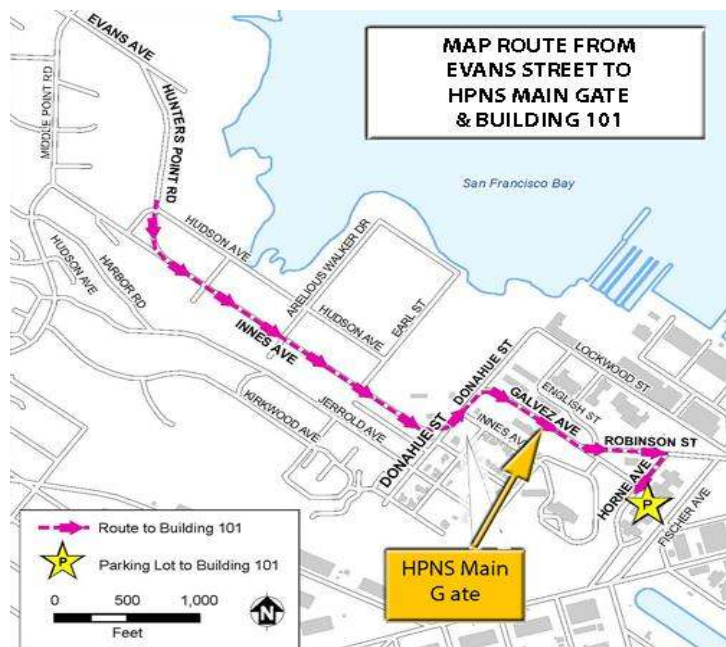 EVANS AVE
MAP ROUTE FROM
EVANS STREET TO
HPNS MAIN GATE
& BUILDING 101
MIDDLE POINT RD
HUNTERS POINT RD
San Francisco Bay
HUDSON AVE
ARELIOUS WALKER DR
HUDSON AVE
HARBOR RD
HUDSON AVE
EARL ST
INNES AVE
LOCKWOOD ST
DONAHUE ST
ENGLISH ST
GALVEZ AVE
JERROLD AVE
KIRKWOOD AVE
INNES AVE
ROBINSON ST
DONAHUE ST
HORNE AVE
P
FISCHER AVE
Route to Building 101
P
Parking Lot to Building 101
HPNS Main
G ate
0 500 1,000
Feet
N